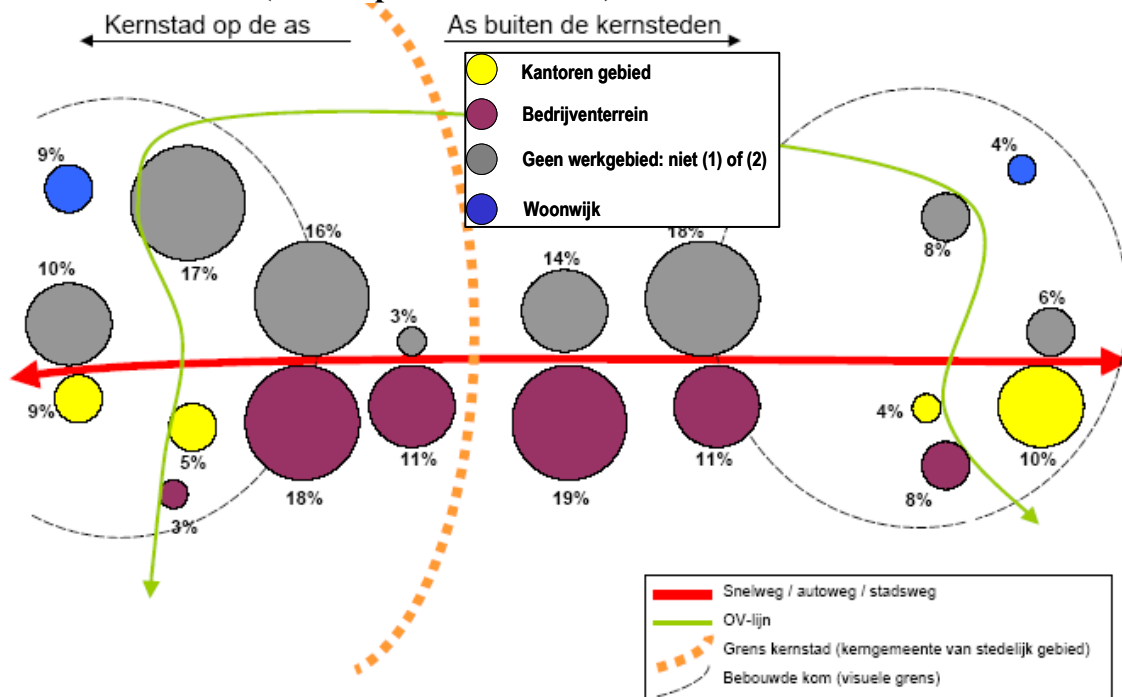 Kernstad op de as
As buiten de kernsteden
Kantoren gebied
Bedrijventerrein
Geen werkgebied: niet (1) of (2)
Woonwijk
9%
4%
17%
16%
18%
14%
8%
10%
3%
6%
9%
5%
3%
18%
11%
19%
11%
4%
8%
10%
Snelweg / autoweg / stadsweg
OV-lijn
Grens kernstad (kerngemeente van stedelijk gebied)
Bebouwde kom (visuele grens)